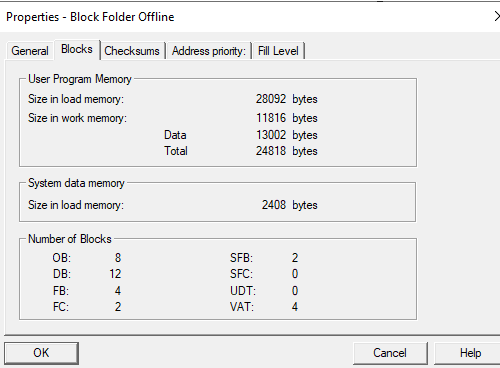 Properties - Block Folder Offline
General Blocks Checksums Address priority: Fill Level
User Program Memory
Size in load memory: 28092 bytes
Size in work memory: 11816 bytes
Data 13002 bytes
Total 24818 bytes
System data memory
Size in load memory: 2408 bytes
Number of Blocks
OB: 8 SFB: 2
DB: 12 SFC: 0
FB: 4 UDT: 0
FC: 2 VAT: 4
OK Cancel Help